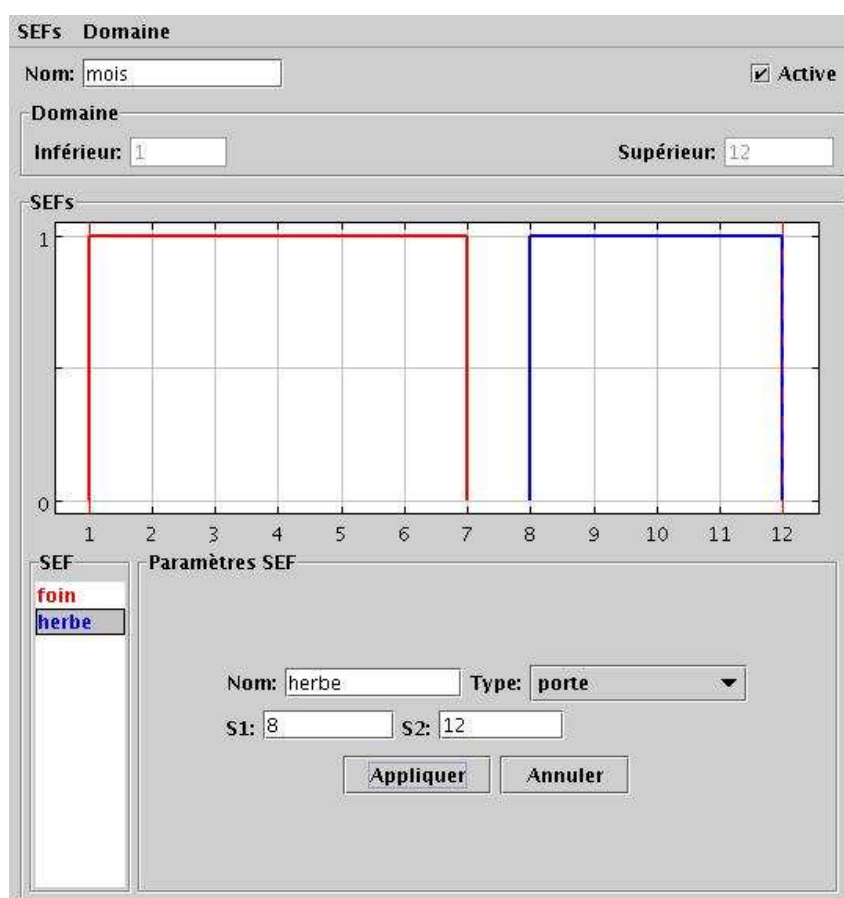 SEFs Domaine
Nom: mois Active
Domaine
Inférieur: 1 Supérieur: 12
SEFs
1
0
1 2 3 4 5 6 7 8 9 10 11 12
SEF Paramètres SEF
foin
herbe
Nom: herbe Type: porte
S1: 8 S2: 12
Appliquer Annuler